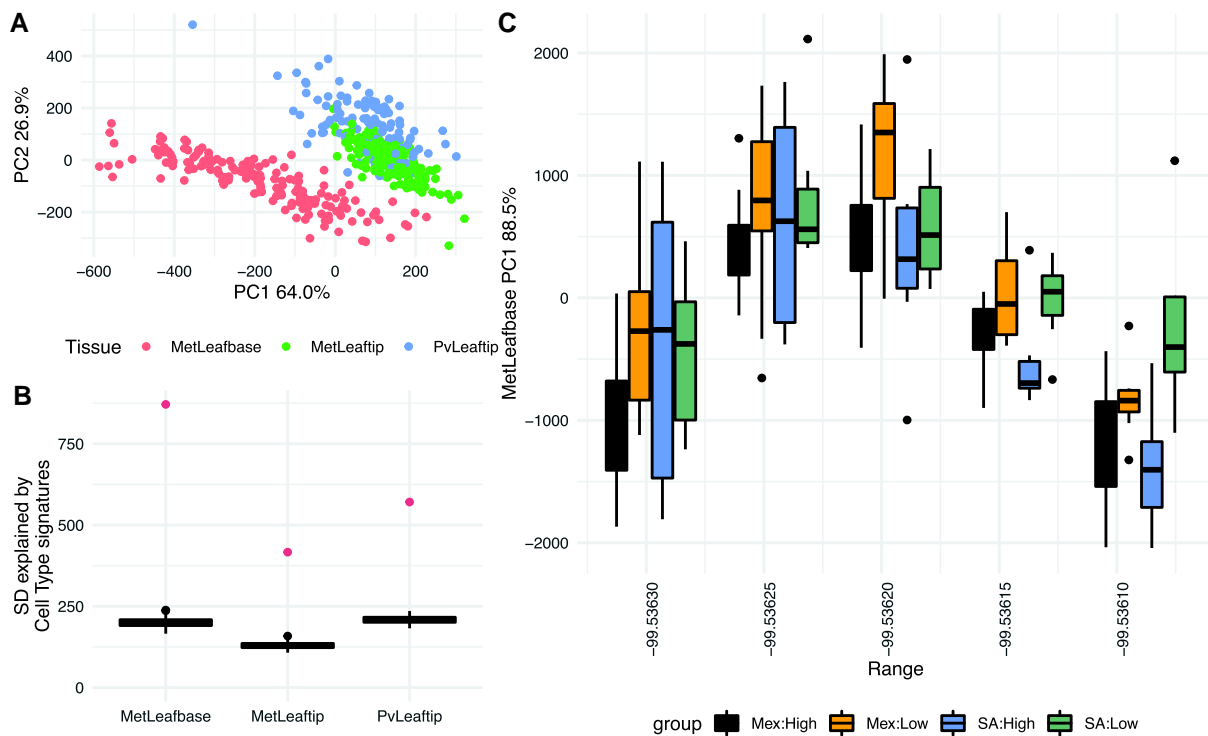 A
PC2 26.9%
400
200
0
−200
−600
−400
−200
0
200
PC1 64.0%
Tissue
MetLeafbase
MetLeaftip
PvLeaftip
B
SD explained by
Cell Type signatures
750
500
250
0
MetLeafbase
MetLeaftip
PvLeaftip
C
MetLeafbase PC1 88.5%
2000
1000
0
−1000
−2000
−99.53630
−99.53625
−99.53620
−99.53615
−99.53610
Range
group
Mex:High
Mex:Low
SA:High
SA:Low